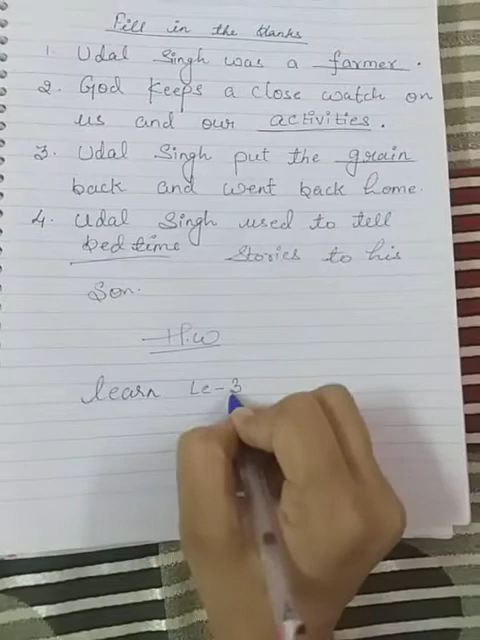 Fill in the blanks
1. Udal Singh was a farmer.
2. God keeps a close watch on
us and our activities.
3. Udal Singh put the grain
back and went back home.
4. Udal Singh used to tell
bed time stories to his
son.
H.W
learn Le-3